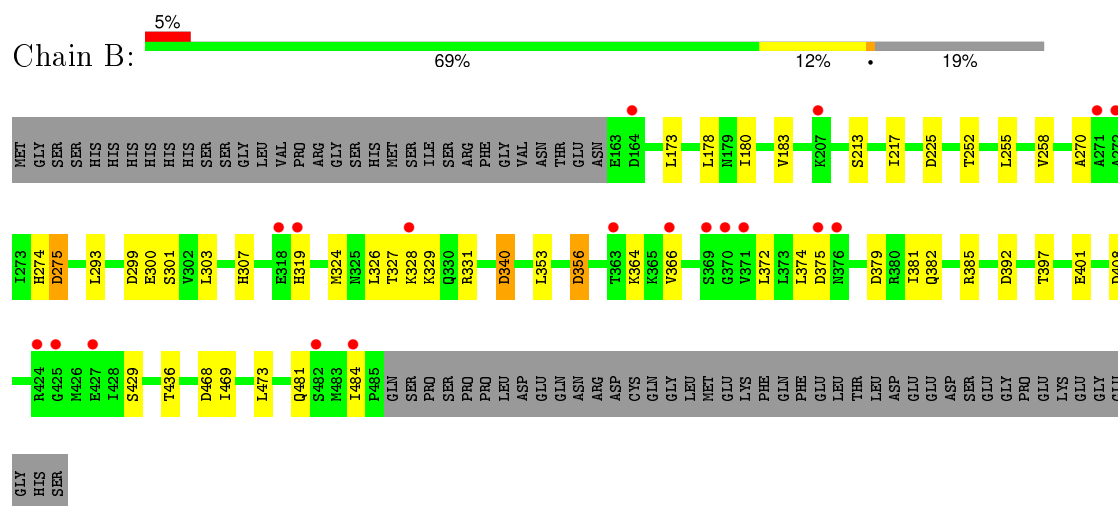 5%
Chain B:
69% 12% • 19%
MET GLY SER SER HIS HIS HIS HIS HIS HIS SER SER GLY LEU VAL PRO ARG GLY SER HIS MET SER ILE SER ARG PHE GLY VAL ASN THR GLU ASN E163 D164 L173 L178 N179 I180 V183 K207 S213 I217 D225 T252 L255 V258 A270 A271 A272
I273 H274 D275 L293 D299 E300 S301 V302 L303 H307 E318 H319 M324 N325 L326 T327 K328 K329 Q330 R331 D340 L353 D356 T363 K364 K365 V366 S369 G370 V371 L372 L373 L374 D375 N376 D379 R380 I381 Q382 R385 D392 T397 E401 D408
R424 G425 M426 E427 I428 S429 T436 D468 I469 L473 Q481 S482 M483 I484 P485 GLN SER PRO SER PRO PRO PRO LEU ASP GLU GLN ASN ARG ASP CYS GLN GLY LEU MET GLU LYS PHE GLN PHE GLU LEU THR LEU ASP GLU GLU ASP SER GLU GLY PRO GLU LYS GLU GLY GLU
GLY HIS SER